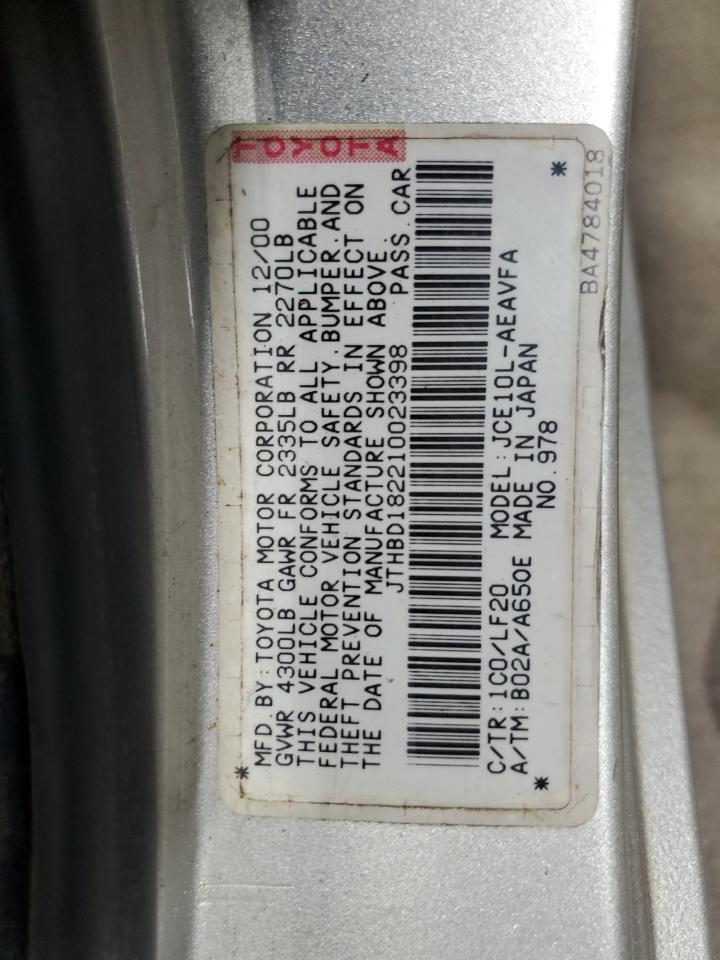 TOYOTA
MFD. BY: TOYOTA MOTOR CORPORATION 12/00
GVWR 4300LB GAWR FR 2335LB RR 2270LB
THIS VEHICLE CONFORMS TO ALL APPLICABLE
FEDERAL MOTOR VEHICLE SAFETY, BUMPER, AND
THEFT PREVENTION STANDARDS IN EFFECT ON
THE DATE OF MANUFACTURE SHOWN ABOVE.
JTHBD182210023398 PASS. CAR
C/TR: 1C0/LF20 MODEL: JCE10L-AEAVFA
A/TM: B02A/A650E MADE IN JAPAN
NO. 978
BA4784018